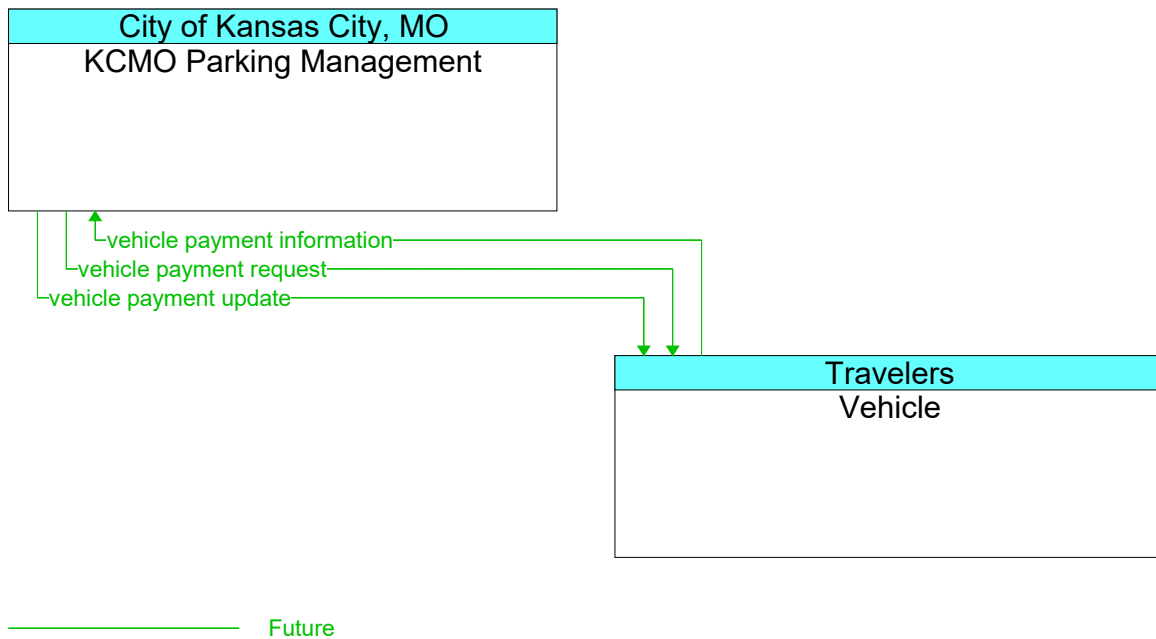 City of Kansas City, MO
KCMO Parking Management
vehicle payment information
vehicle payment request
vehicle payment update
Travelers
Vehicle
Future